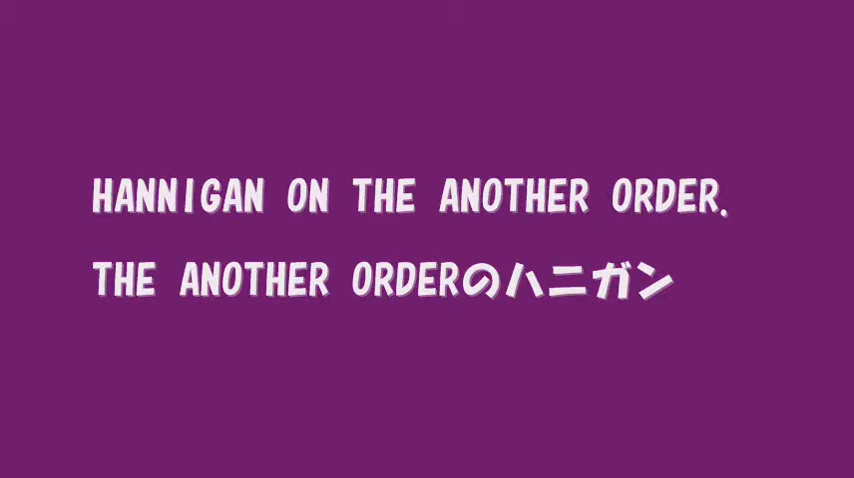 HANNIGAN ON THE ANOTHER ORDER.
THE ANOTHER ORDERのハニガン